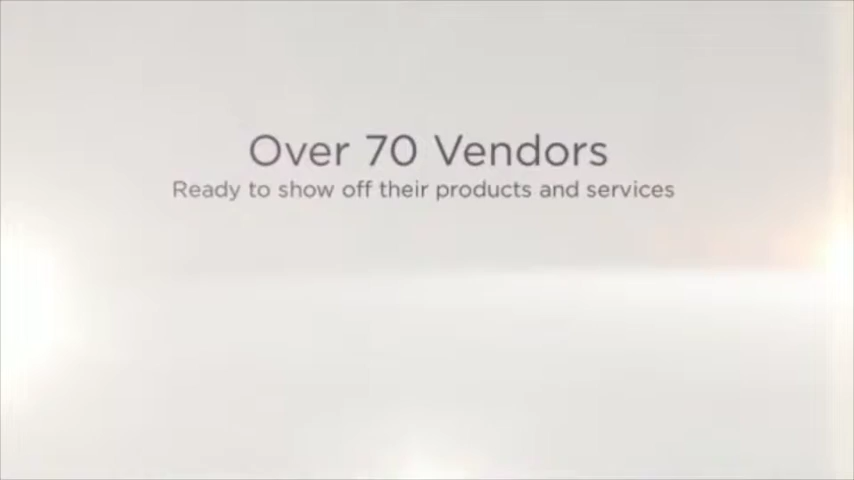 Over 70 Vendors
Ready to show off their products and services